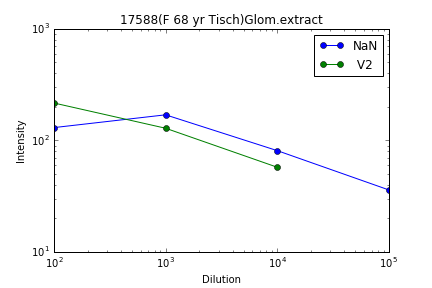 17588(F 68 yr Tisch)Glom.extract
10³
NaN
V2
Intensity
10²
10¹
10² 10³ 10⁴ 10⁵
Dilution